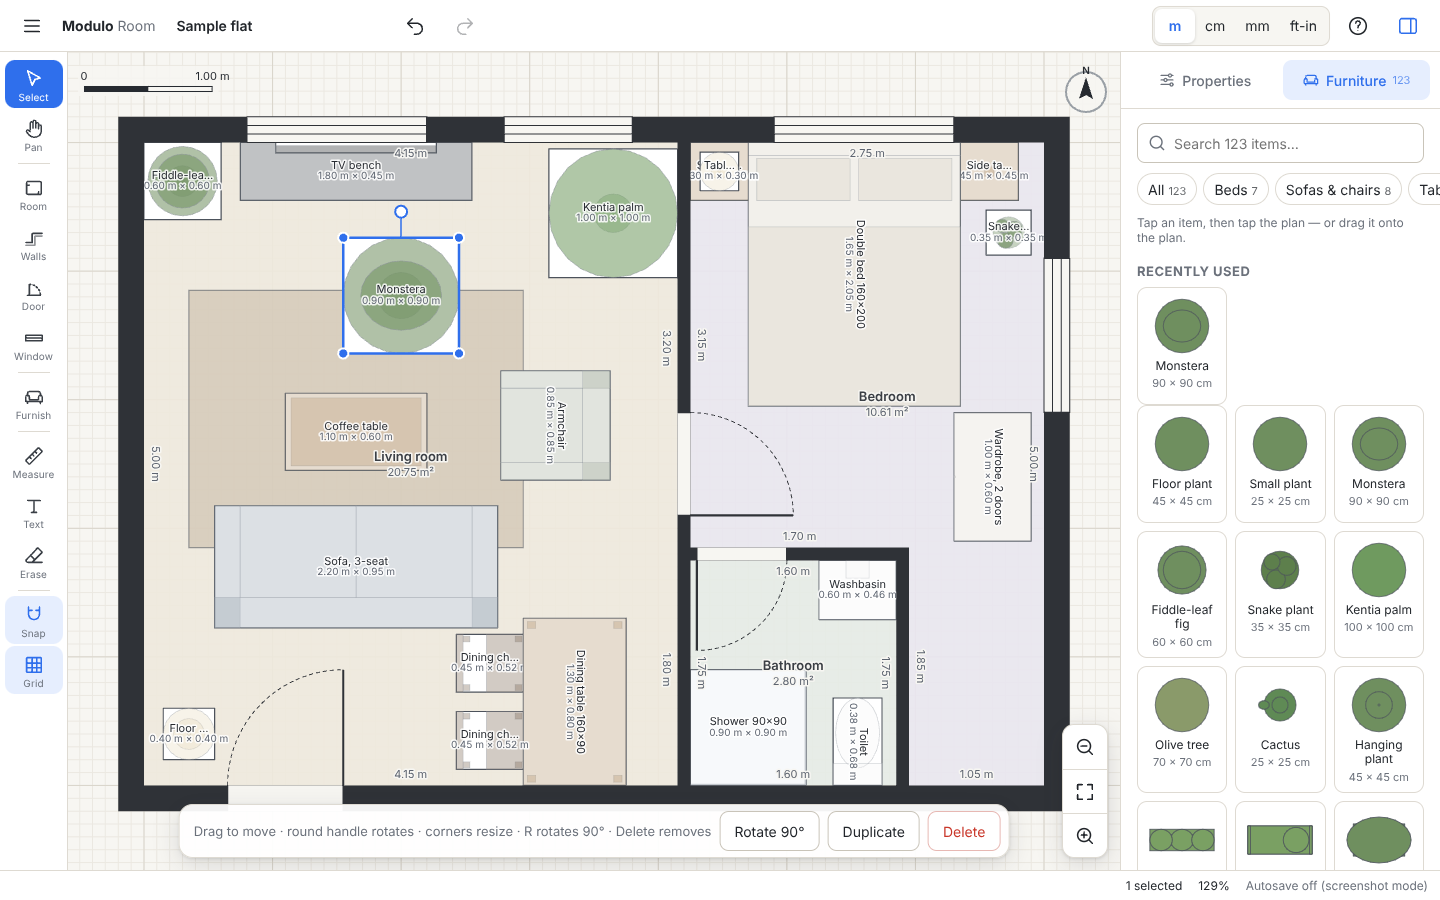 Modulo Room
Sample flat
m
cm
mm
ft-in
Select
Pan
Room
Walls
Door
Window
Furnish
Measure
Text
Erase
Snap
Grid
0
1.00 m
N
4.15 m
TV bench
1.80 m × 0.45 m
Fiddle-lea...
0.60 m × 0.60 m
Kentia palm
1.00 m × 1.00 m
Monstera
0.90 m × 0.90 m
Coffee table
1.10 m × 0.60 m
Living room
20.75 m²
Armchair
0.85 m × 0.85 m
Sofa, 3-seat
2.20 m × 0.95 m
5.00 m
3.20 m
3.15 m
Dining ch...
0.45 m × 0.52 m
Dining ch...
0.45 m × 0.52 m
Dining table 160×90
1.30 m × 0.80 m
Floor ...
0.40 m × 0.40 m
4.15 m
1.80 m
Tabl...
30 m × 0.30 m
2.75 m
Side ta...
45 m × 0.45 m
Snake...
0.35 m × 0.35 m
Double bed 160×200
1.65 m × 2.05 m
Bedroom
10.61 m²
Wardrobe, 2 doors
1.00 m × 0.60 m
5.00 m
1.70 m
1.60 m
Washbasin
0.60 m × 0.46 m
Bathroom
2.80 m²
1.75 m
1.75 m
1.85 m
Shower 90×90
0.90 m × 0.90 m
Toilet
0.38 m × 0.68 m
1.60 m
1.05 m
Drag to move · round handle rotates · corners resize · R rotates 90° · Delete removes
Rotate 90°
Duplicate
Delete
Properties
Furniture 123
Search 123 items...
All 123
Beds 7
Sofas & chairs 8
Tab
Tap an item, then tap the plan — or drag it onto
the plan.
RECENTLY USED
Monstera
90 × 90 cm
Floor plant
45 × 45 cm
Small plant
25 × 25 cm
Monstera
90 × 90 cm
Fiddle-leaf
fig
60 × 60 cm
Snake plant
35 × 35 cm
Kentia palm
100 × 100 cm
Olive tree
70 × 70 cm
Cactus
25 × 25 cm
Hanging
plant
45 × 45 cm
1 selected
129%
Autosave off (screenshot mode)